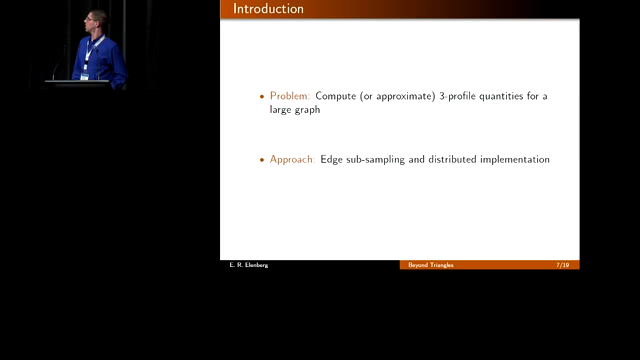 Introduction
• Problem: Compute (or approximate) 3-profile quantities for a
large graph
• Approach: Edge sub-sampling and distributed implementation
E. R. Elenberg
Beyond Triangles
7/19